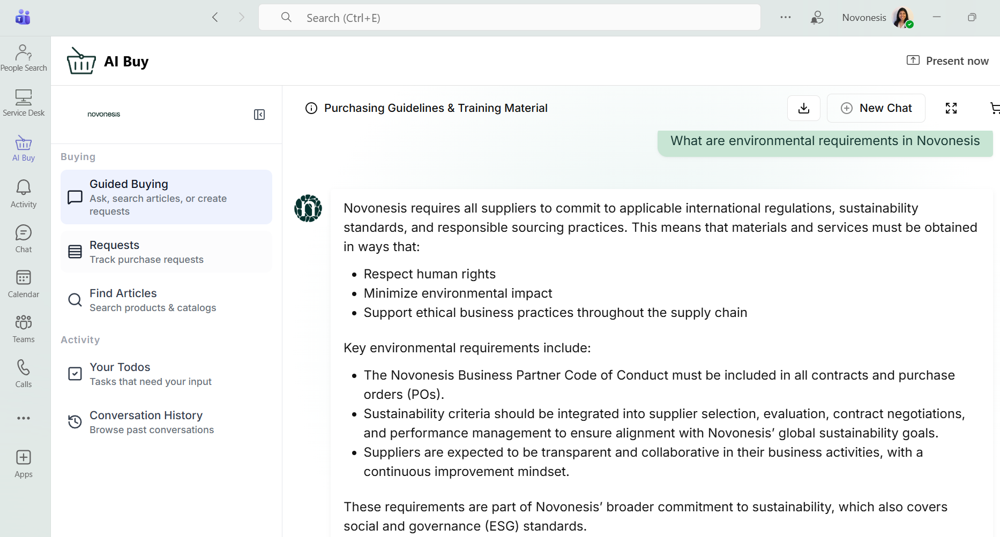 Search (Ctrl+E)
Novonesis
People Search
Service Desk
AI Buy
Activity
Chat
Calendar
Teams
Calls
Apps
AI Buy
Present now
novonesis
Buying
Guided Buying
Ask, search articles, or create
requests
Requests
Track purchase requests
Find Articles
Search products & catalogs
Activity
Your Todos
Tasks that need your input
Conversation History
Browse past conversations
Purchasing Guidelines & Training Material
New Chat
What are environmental requirements in Novonesis
Novonesis requires all suppliers to commit to applicable international regulations, sustainability
standards, and responsible sourcing practices. This means that materials and services must be obtained
in ways that:
• Respect human rights
• Minimize environmental impact
• Support ethical business practices throughout the supply chain
Key environmental requirements include:
• The Novonesis Business Partner Code of Conduct must be included in all contracts and purchase
orders (POs).
• Sustainability criteria should be integrated into supplier selection, evaluation, contract negotiations,
and performance management to ensure alignment with Novonesis’ global sustainability goals.
• Suppliers are expected to be transparent and collaborative in their business activities, with a
continuous improvement mindset.
These requirements are part of Novonesis’ broader commitment to sustainability, which also covers
social and governance (ESG) standards.